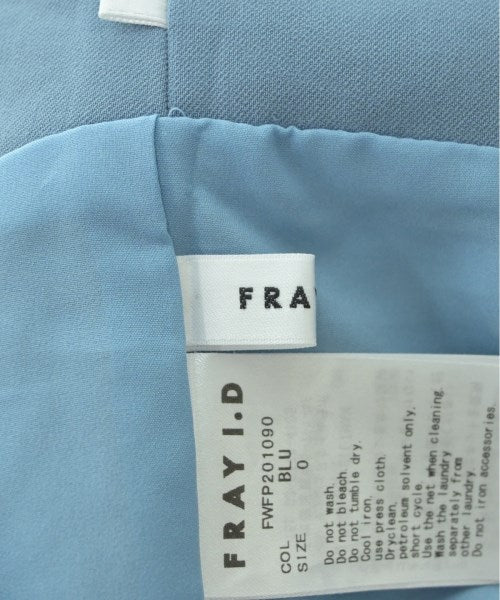 FRA
FRAY I.D
FWFP201090
COL BLU
SIZE 0
Do not wash.
Do not bleach.
Do not tumble dry.
Cool iron.
use press cloth.
Dryclean.
petroleum solvent only.
short cycle.
Use the net when cleaning.
Wash the laundry
separately from
other laundry.
Do not iron accessories.